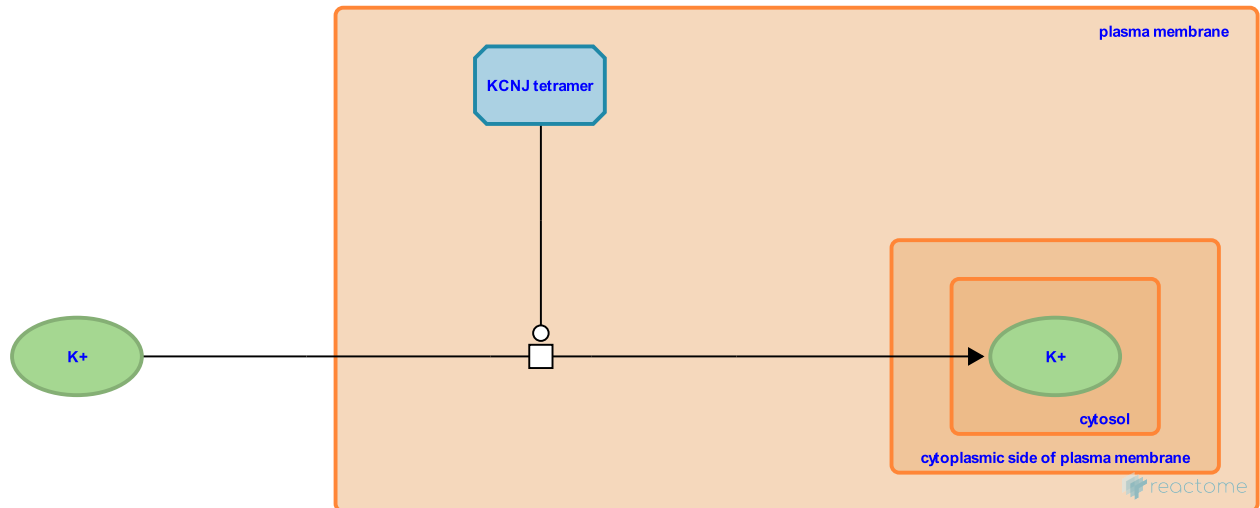 plasma membrane
KCNJ tetramer
K+
K+
cytosol
cytoplasmic side of plasma membrane
reactome